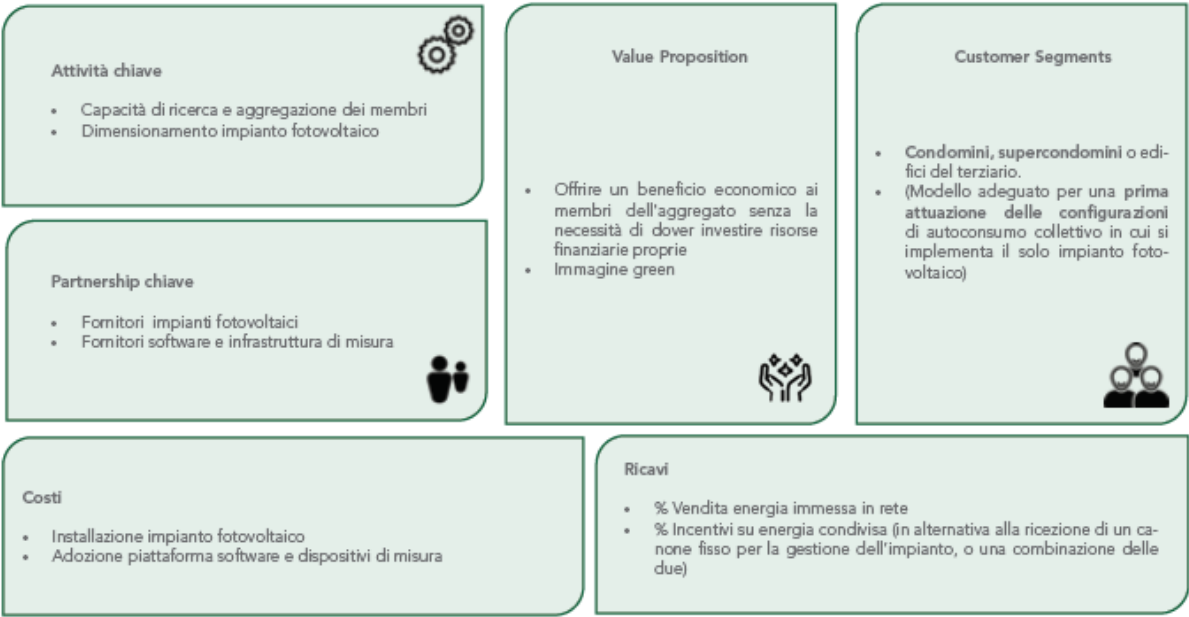 Attività chiave
• Capacità di ricerca e aggregazione dei membri
• Dimensionamento impianto fotovoltaico
Partnership chiave
• Fornitori impianti fotovoltaici
• Fornitori software e infrastruttura di misura
Value Proposition
• Offrire un beneficio economico ai
membri dell'aggregato senza la
necessità di dover investire risorse
finanziarie proprie
• Immagine green
Customer Segments
• Condomini, supercondomini o edi-
fici del terziario.
• (Modello adeguato per una prima
attuazione delle configurazioni
di autoconsumo collettivo in cui si
implementa il solo impianto foto-
voltaico)
Costi
• Installazione impianto fotovoltaico
• Adozione piattaforma software e dispositivi di misura
Ricavi
• % Vendita energia immessa in rete
• % Incentivi su energia condivisa (in alternativa alla ricezione di un ca-
none fisso per la gestione dell'impianto, o una combinazione delle
due)